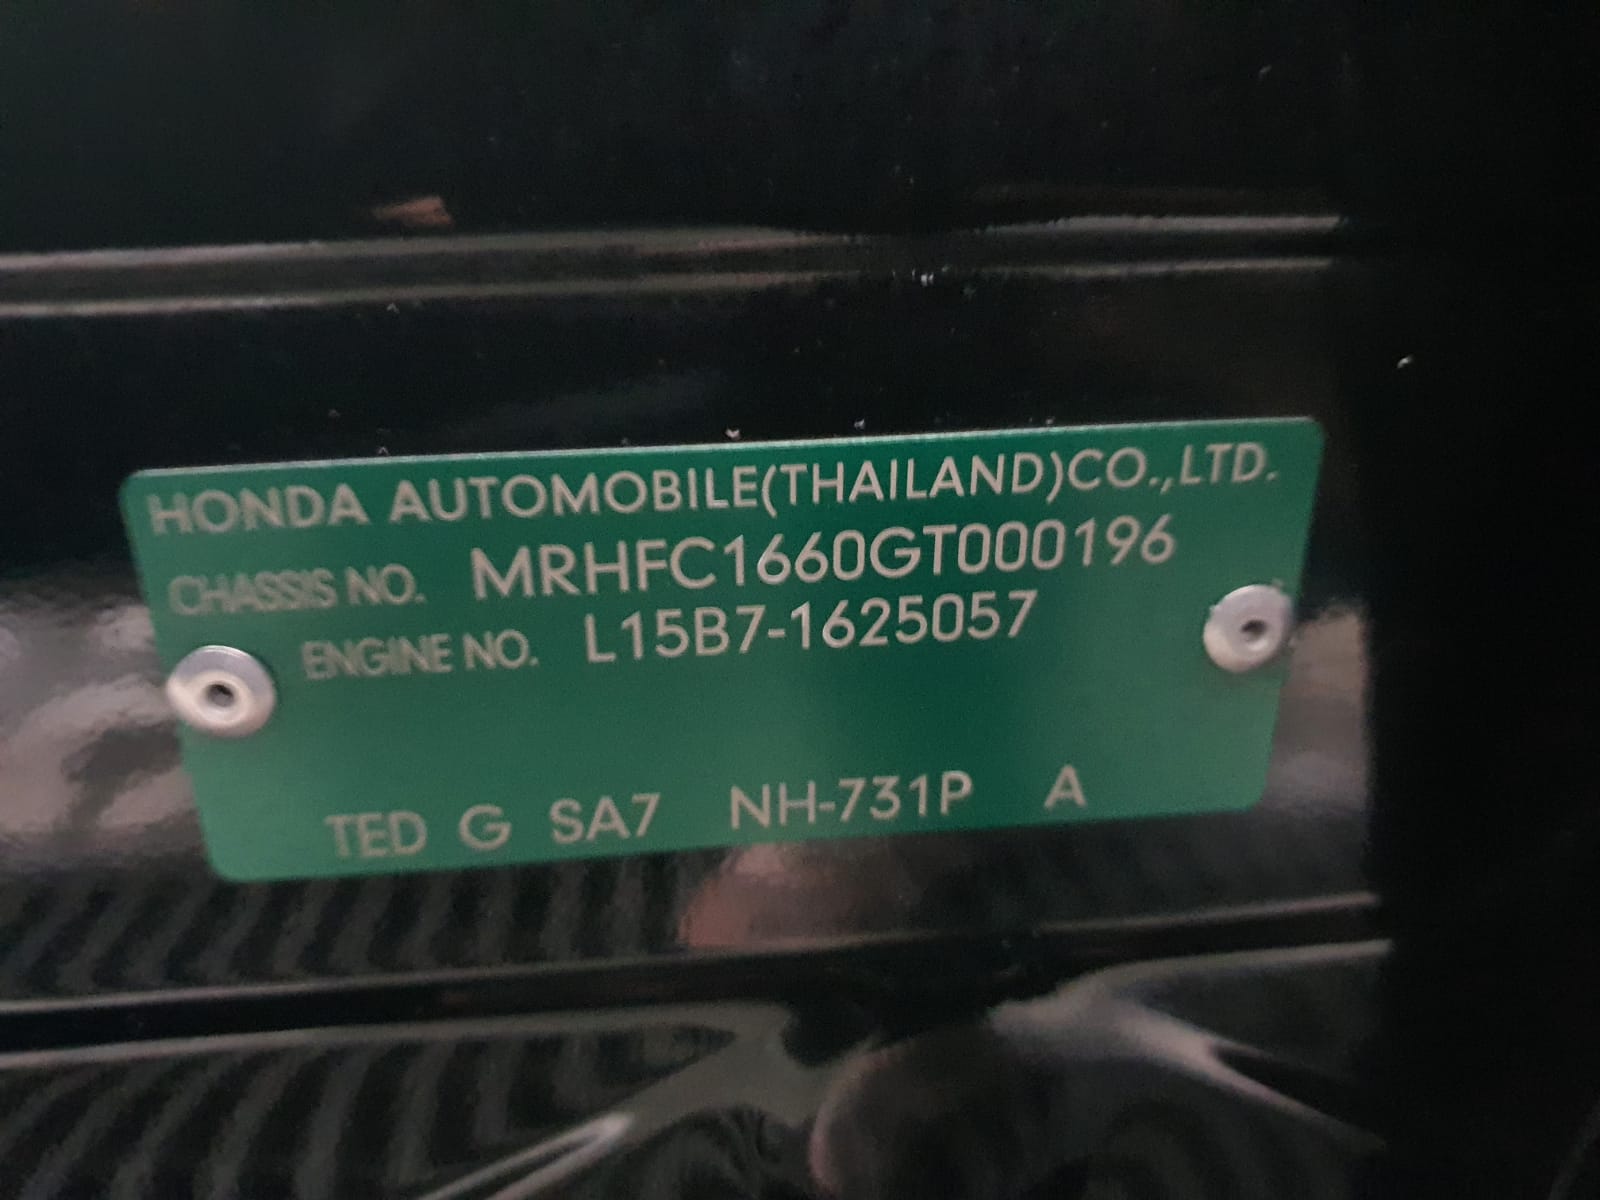 HONDA AUTOMOBILE(THAILAND)CO.,LTD.
CHASSIS NO. MRHFC1660GT000196
ENGINE NO. L15B7-1625057
TED G SA7 NH-731P A